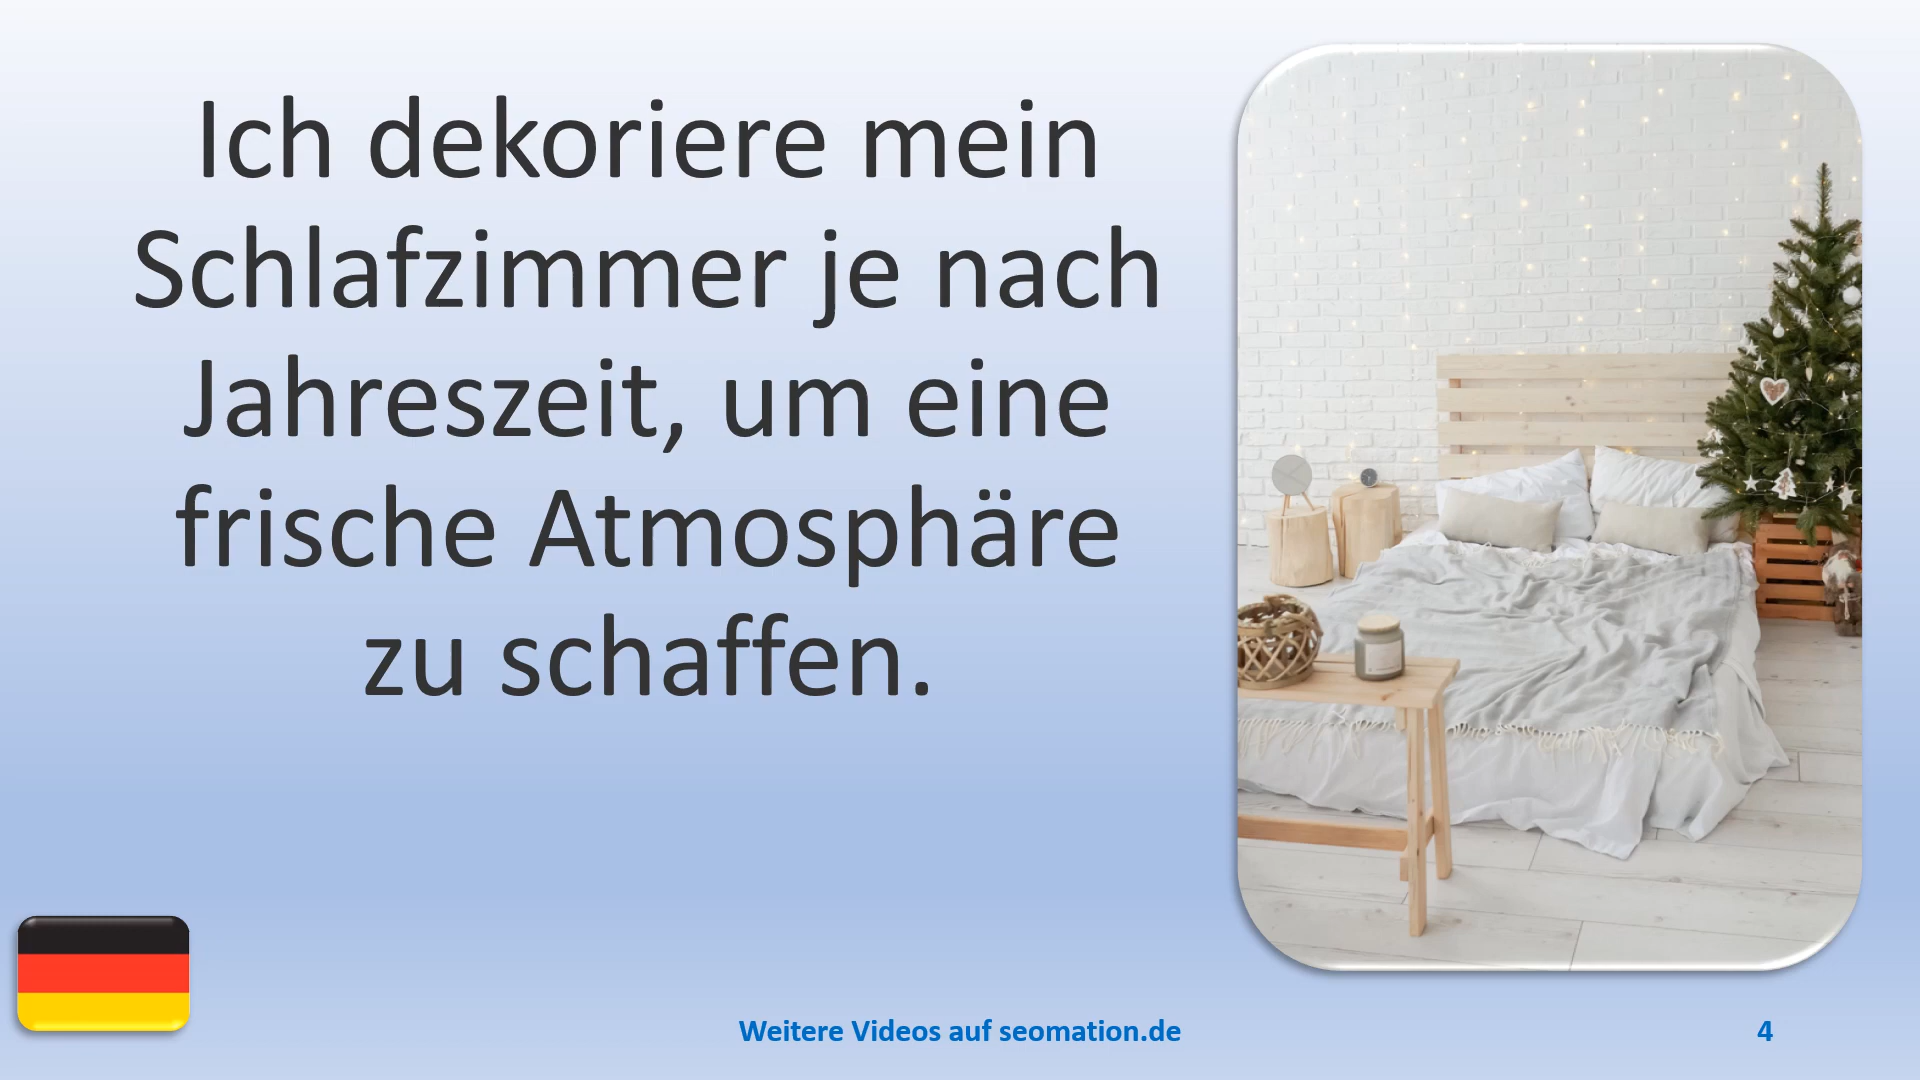 Ich dekoriere mein
Schlafzimmer je nach
Jahreszeit, um eine
frische Atmosphäre
zu schaffen.
Weitere Videos auf seomation.de
4